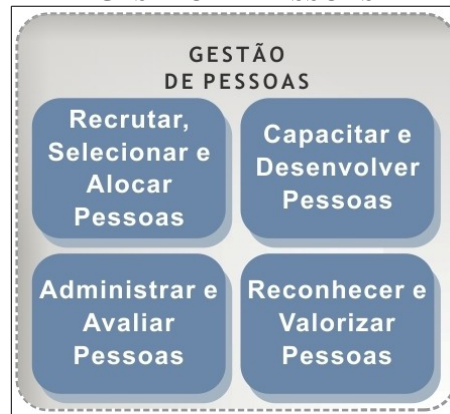 GESTÃO
DE PESSOAS
Recrutar,
Selecionar e
Alocar
Pessoas
Capacitar e
Desenvolver
Pessoas
Administrar e
Avaliar
Pessoas
Reconhecer e
Valorizar
Pessoas